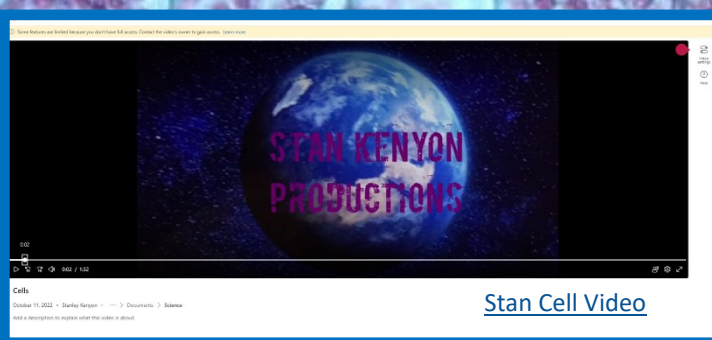 Some features are limited because you don't have full access. Contact the video's owner to gain access. Learn more
View settings
Help
STAN KENYON
PRODUCTIONS
0:02
0:02 / 1:32
Cells
October 11, 2022 • Stanley Kenyon • ··· > Documents > Science
Add a description to explain what this video is about.
Stan Cell Video